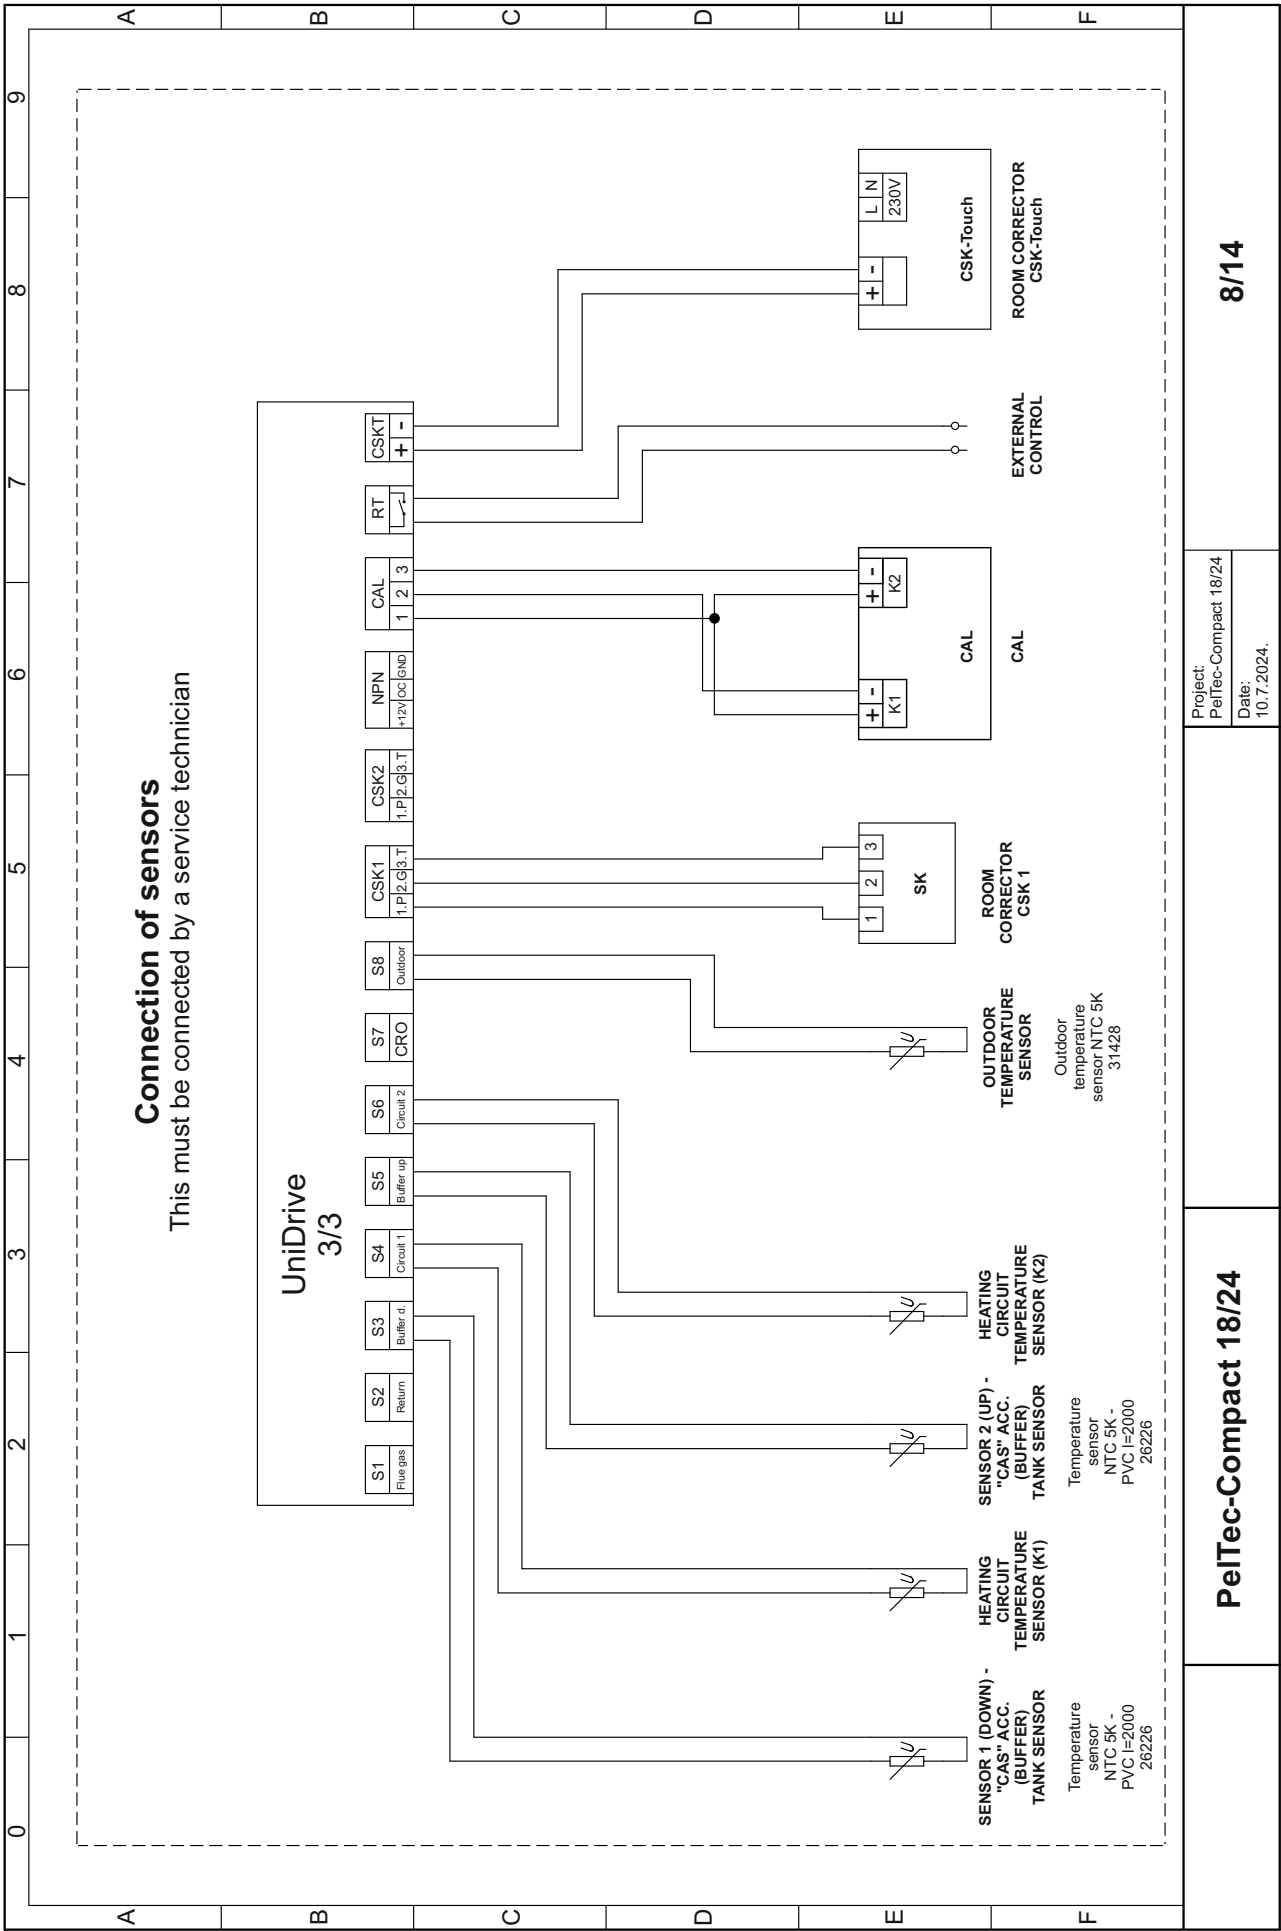 0
1
2
3
4
5
6
7
8
9
A
B
C
D
E
F
A
B
C
D
E
F
Connection of sensors
This must be connected by a service technician
UniDrive
3/3
S1
Flue gas
S2
Return
S3
Buffer d.
S4
Circuit 1
S5
Buffer up
S6
Circuit 2
S7
CRO
S8
Outdoor
CSK1
1.P 2.G 3.T
CSK2
1.P 2.G 3.T
NPN
+12V OC GND
CAL
1 2 3
RT
CSKT
+ -
U
U
U
U
U
SENSOR 1 (DOWN) -
"CAS" ACC.
(BUFFER)
TANK SENSOR
Temperature
sensor
NTC 5K -
PVC l=2000
26226
HEATING
CIRCUIT
TEMPERATURE
SENSOR (K1)
SENSOR 2 (UP) -
"CAS" ACC.
(BUFFER)
TANK SENSOR
Temperature
sensor
NTC 5K -
PVC l=2000
26226
HEATING
CIRCUIT
TEMPERATURE
SENSOR (K2)
OUTDOOR
TEMPERATURE
SENSOR
Outdoor
temperature
sensor NTC 5K
31428
1 2 3
SK
ROOM
CORRECTOR
CSK 1
+ -
K1
+ -
K2
CAL
CAL
EXTERNAL
CONTROL
+ -
L N
230V
CSK-Touch
ROOM CORRECTOR
CSK-Touch
PelTec-Compact 18/24
Project:
PelTec-Compact 18/24
Date:
10.7.2024.
8/14